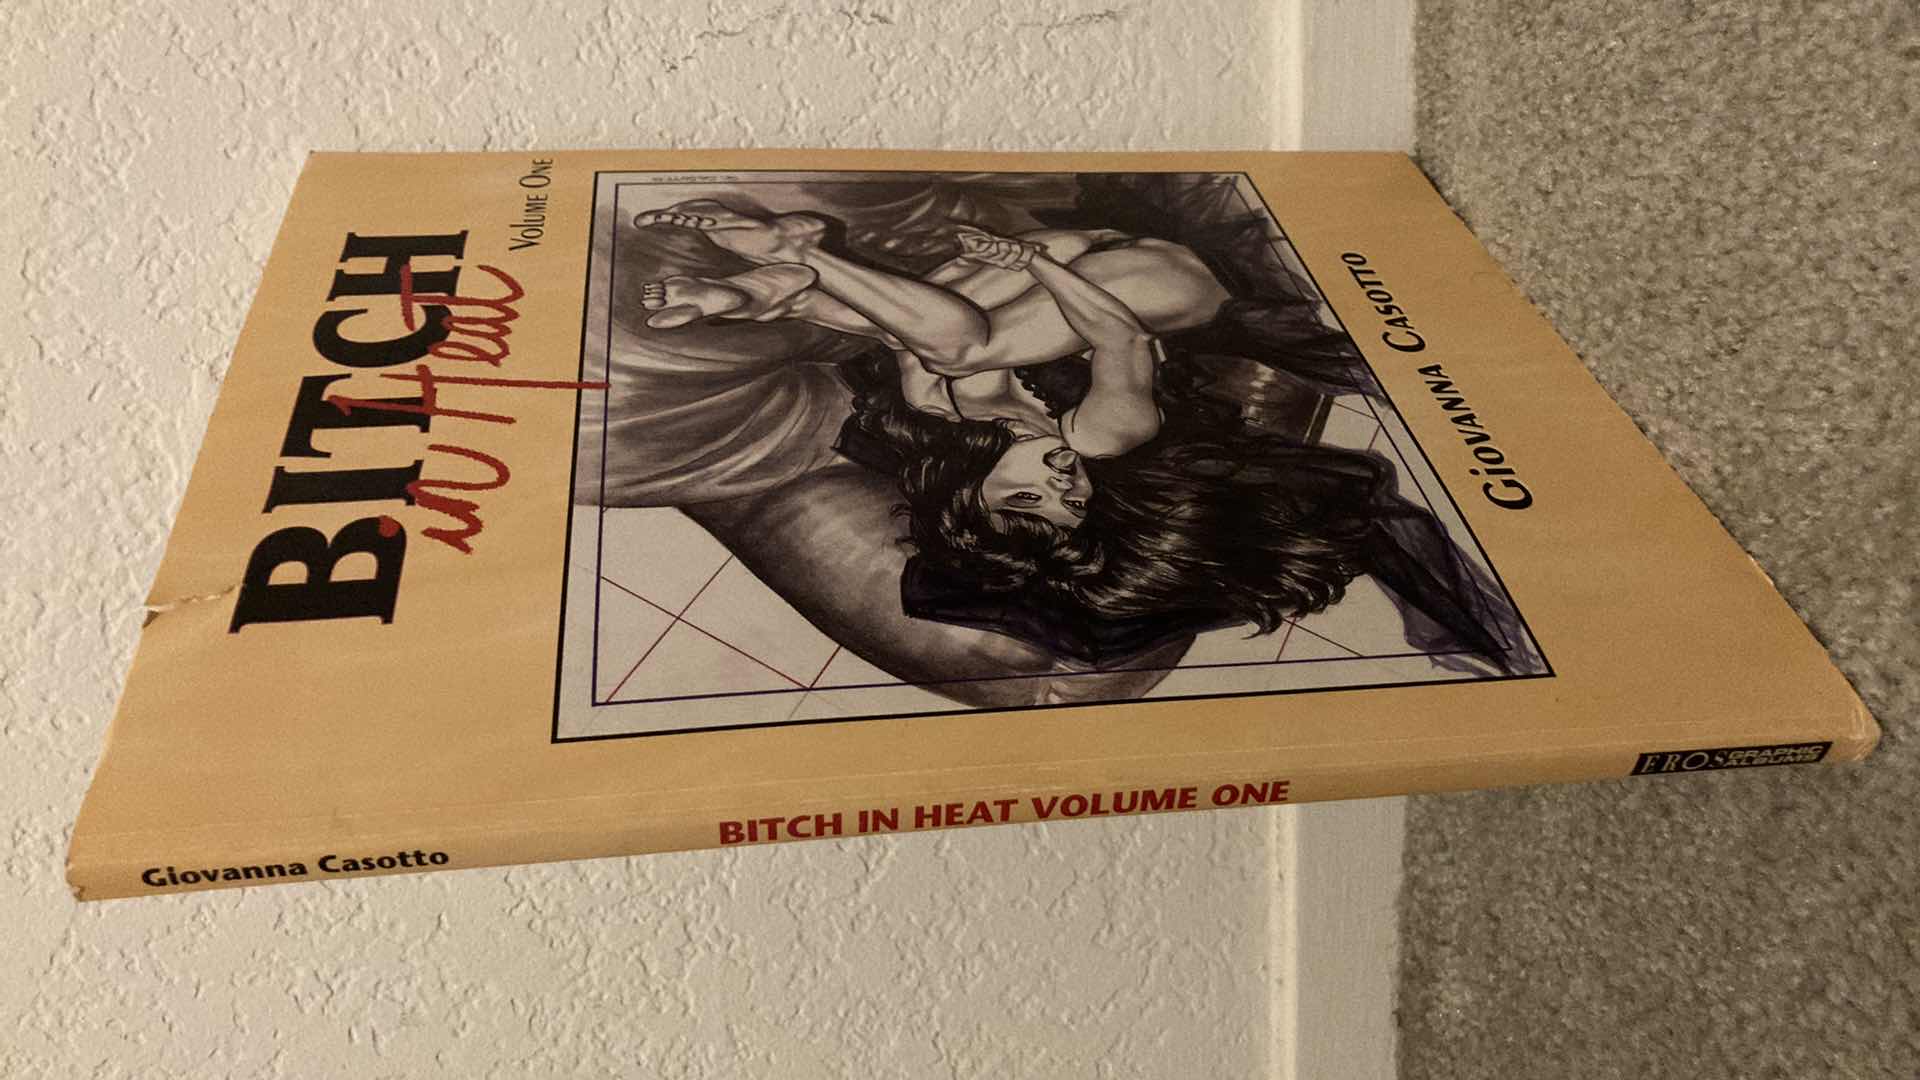 BITCH
in Heat
VOLUME ONE
GIOVANNA CASOTTO
Giovanna Casotto
BITCH IN HEAT VOLUME ONE
EROS GRAPHIC
ALBUMS